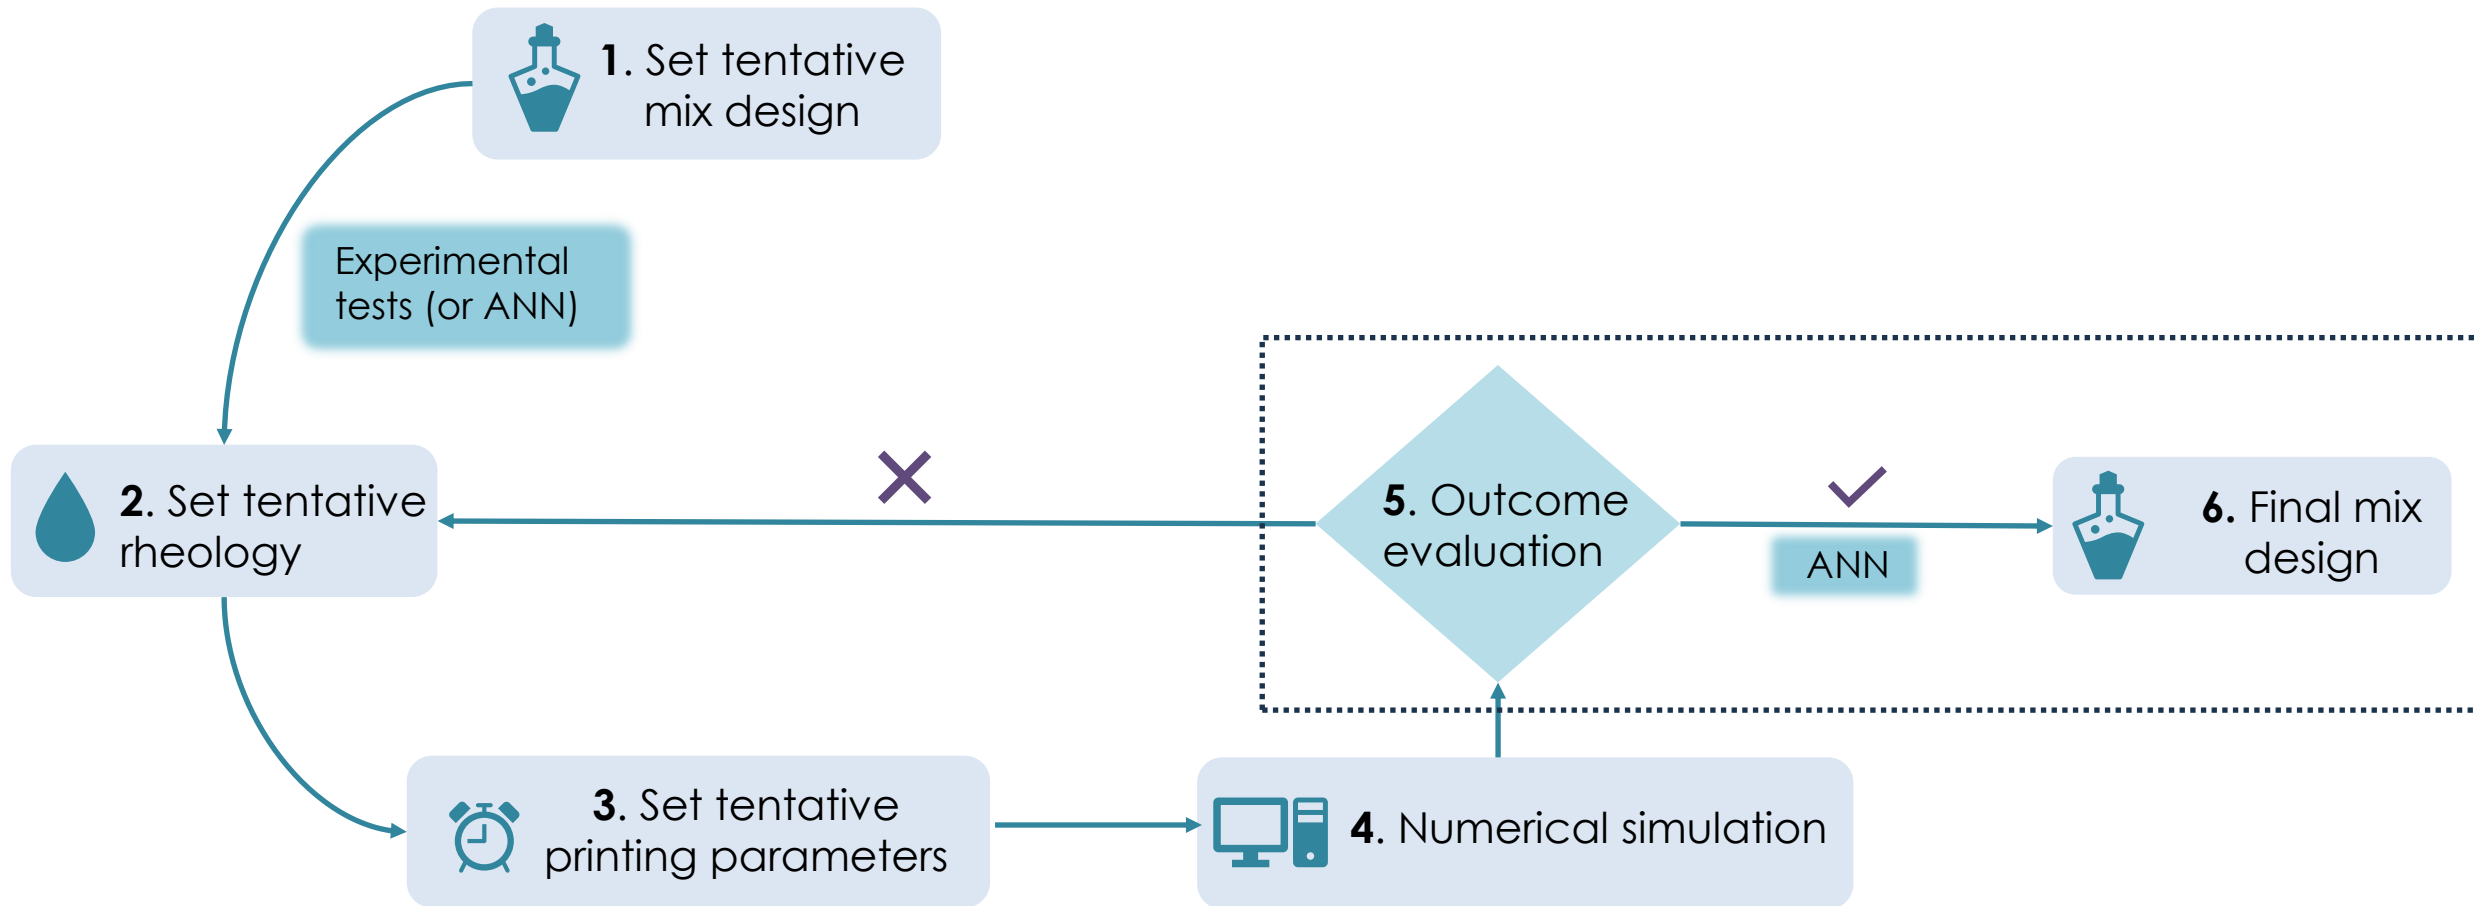 1. Set tentative
mix design
Experimental
tests (or ANN)
2. Set tentative
rheology
3. Set tentative
printing parameters
4. Numerical simulation
5. Outcome
evaluation
ANN
6. Final mix
design